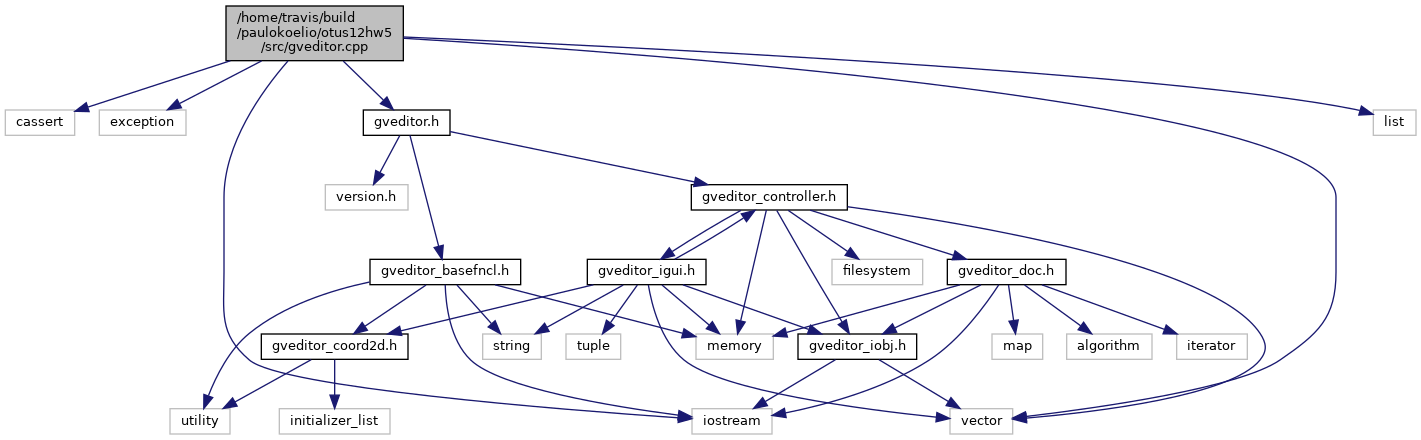 /home/travis/build
/paulokoelio/otus12hw5
/src/gveditor.cpp
cassert
exception
gveditor.h
list
version.h
gveditor_controller.h
gveditor_basefncl.h
gveditor_igui.h
filesystem
gveditor_doc.h
gveditor_coord2d.h
string
tuple
memory
gveditor_iobj.h
map
algorithm
iterator
utility
initializer_list
iostream
vector